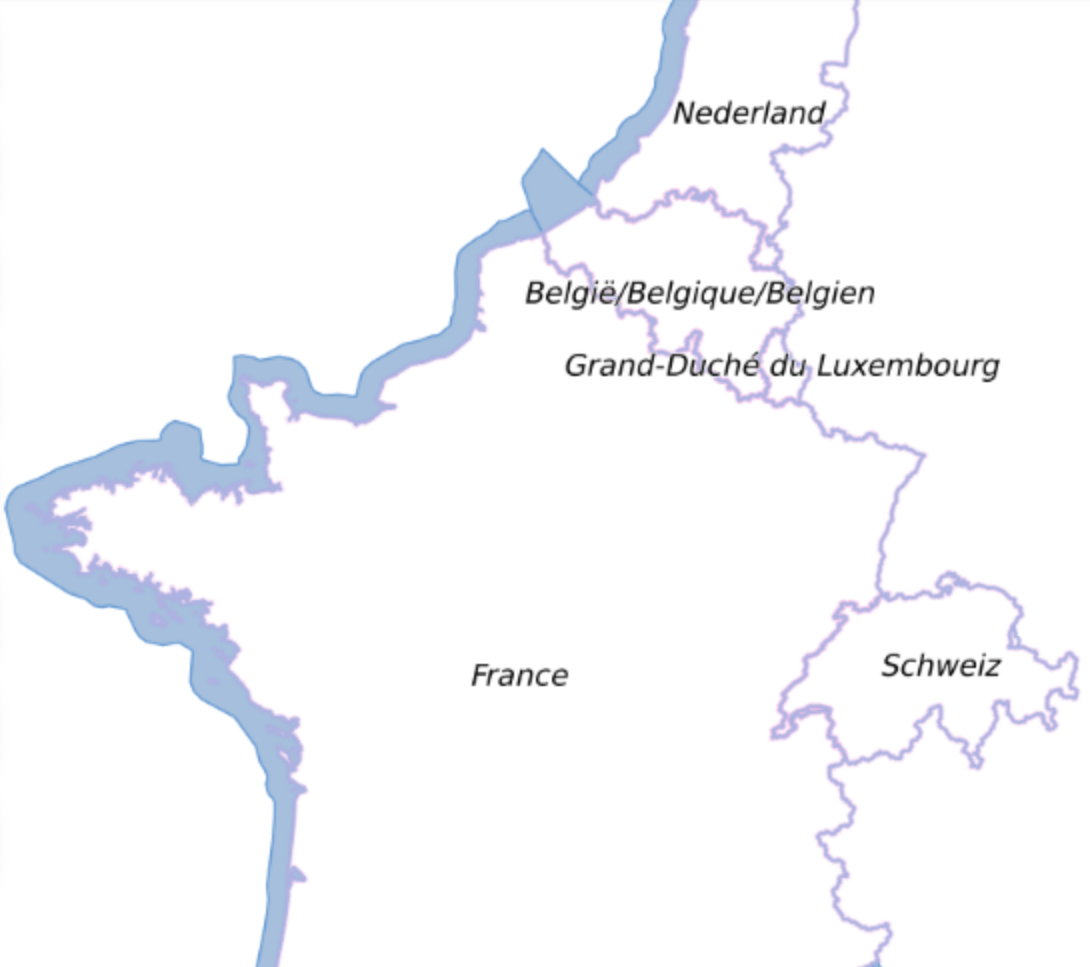 Nederland
België/Belgique/Belgien
Grand-Duché du Luxembourg
Schweiz
France